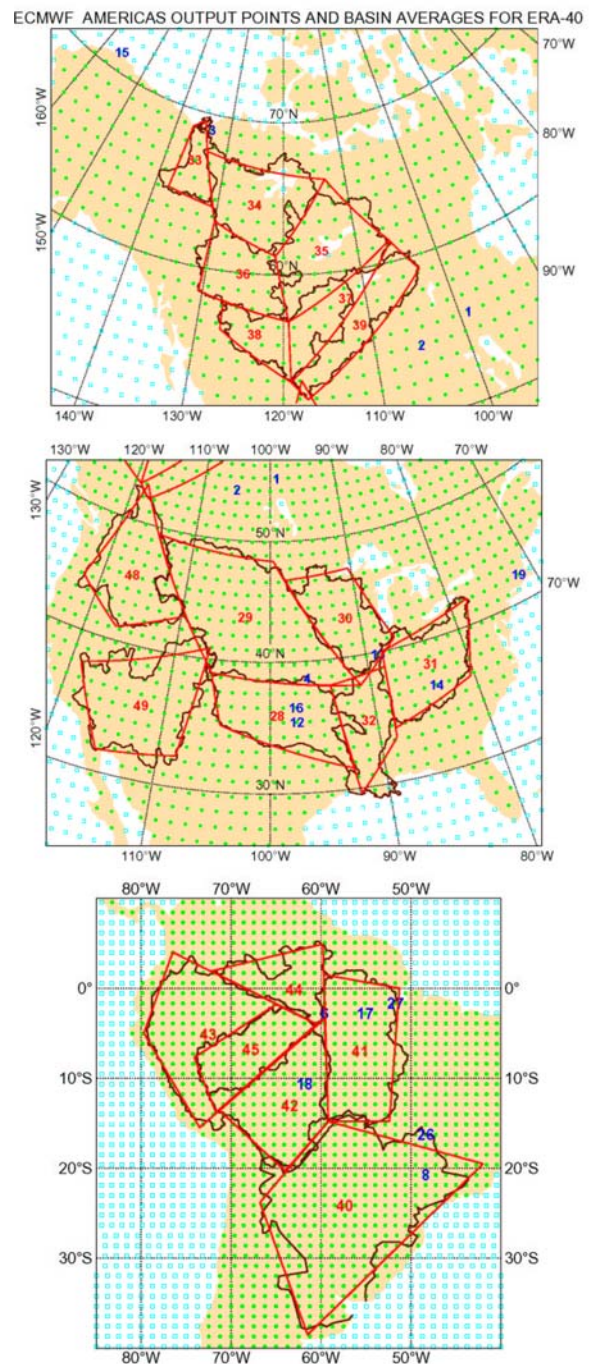 ECMWF AMERICAS OUTPUT POINTS AND BASIN AVERAGES FOR ERA-40
70°W
15
160°W
70°N
80°W
3
33
34
150°W
35
36
90°W
37
1
38
39
2
140°W 130°W 120°W 110°W 100°W
130°W 120°W 110°W 100°W 90°W 80°W 70°W
130°W
2 1
50°N
48
19
70°W
29
30
40°N
31
4
14
49
16
28
12
32
120°W
30°N
110°W 100°W 90°W 80°W
80°W 70°W 60°W 50°W
44
0° 0°
27
6 17
43
45 41
10°S 18 10°S
42
26
20°S 8 20°S
40
30°S 30°S
80°W 70°W 60°W 50°W